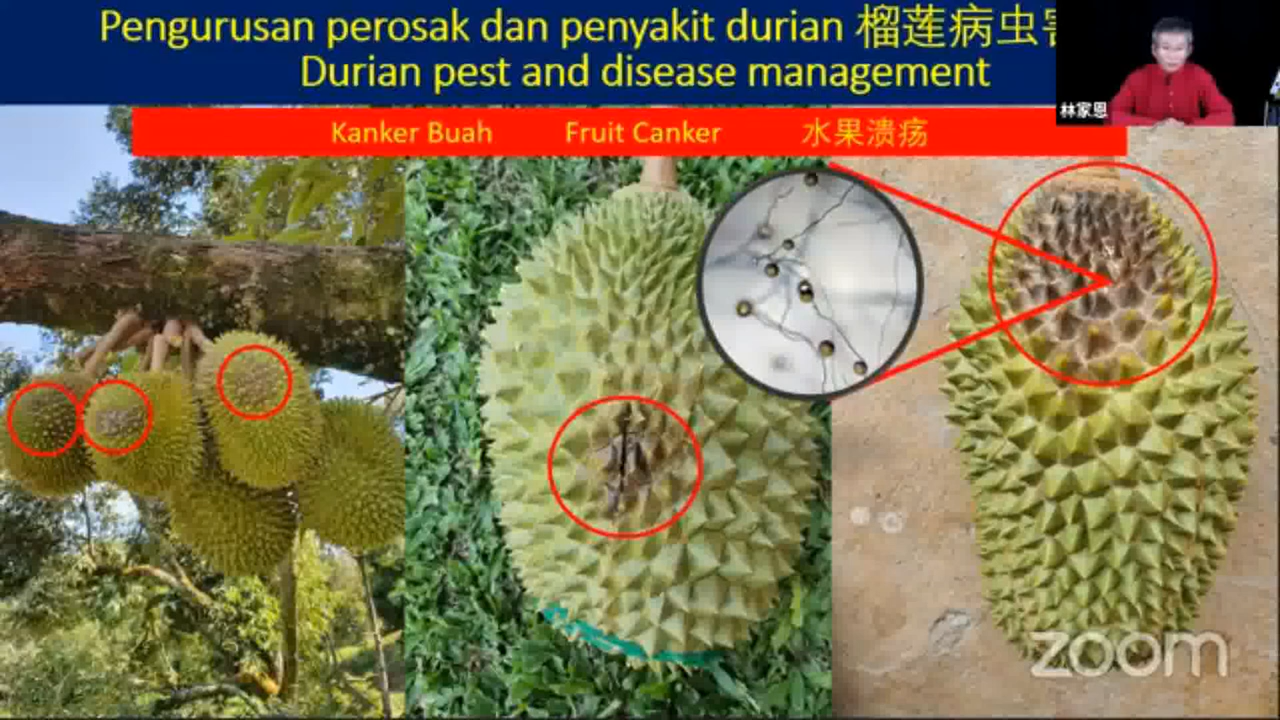 Pengurusan perosak dan penyakit durian 榴莲病虫害
Durian pest and disease management
林家恩
Kanker Buah Fruit Canker 水果溃疡
zoom